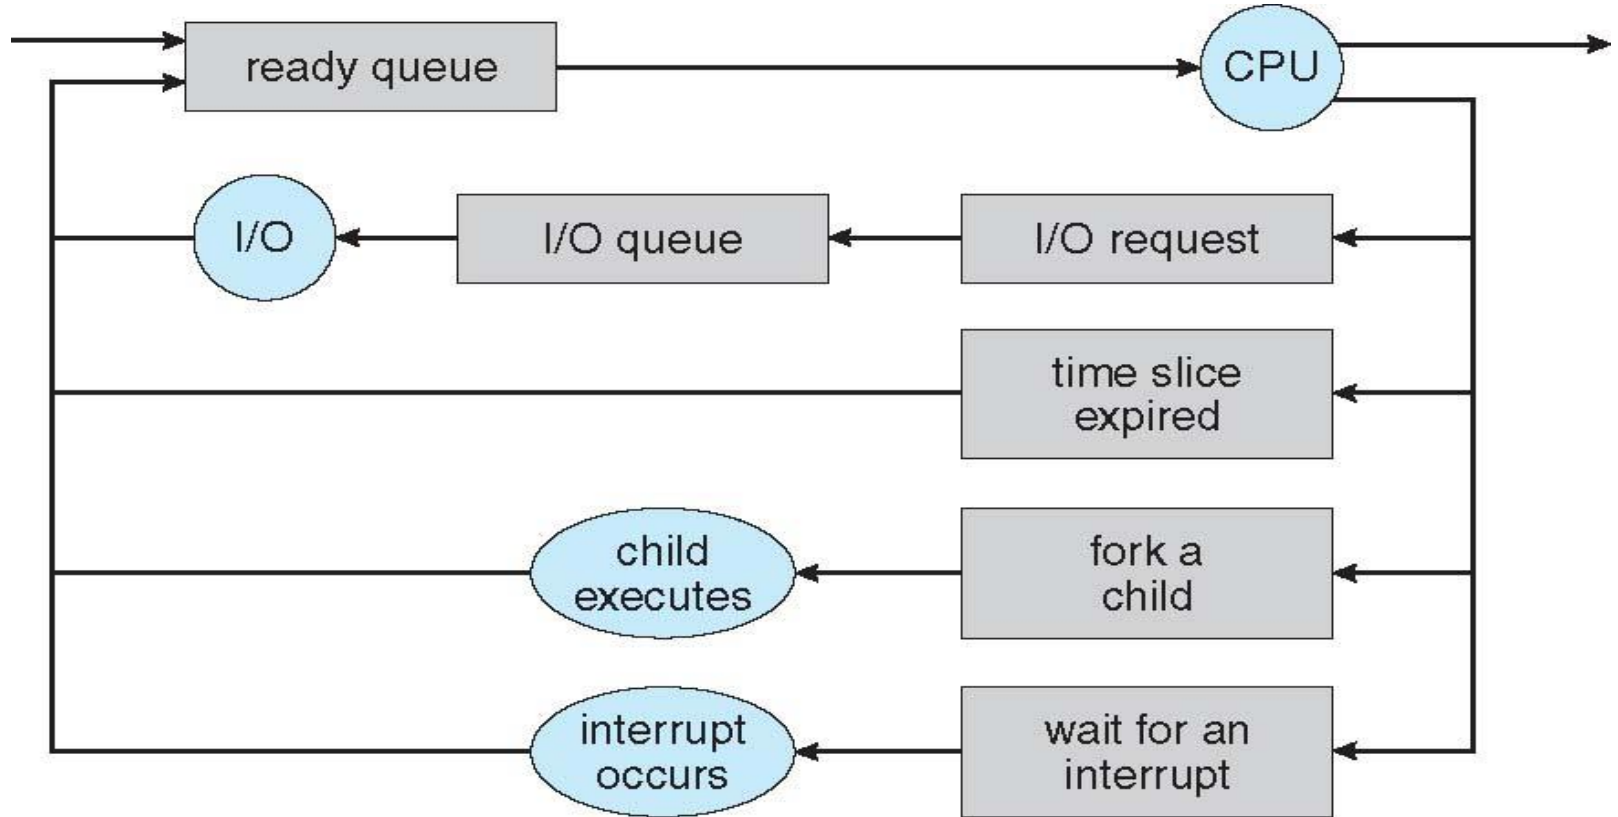 ready queue
CPU
I/O
I/O queue
I/O request
time slice
expired
child
executes
fork a
child
interrupt
occurs
wait for an
interrupt